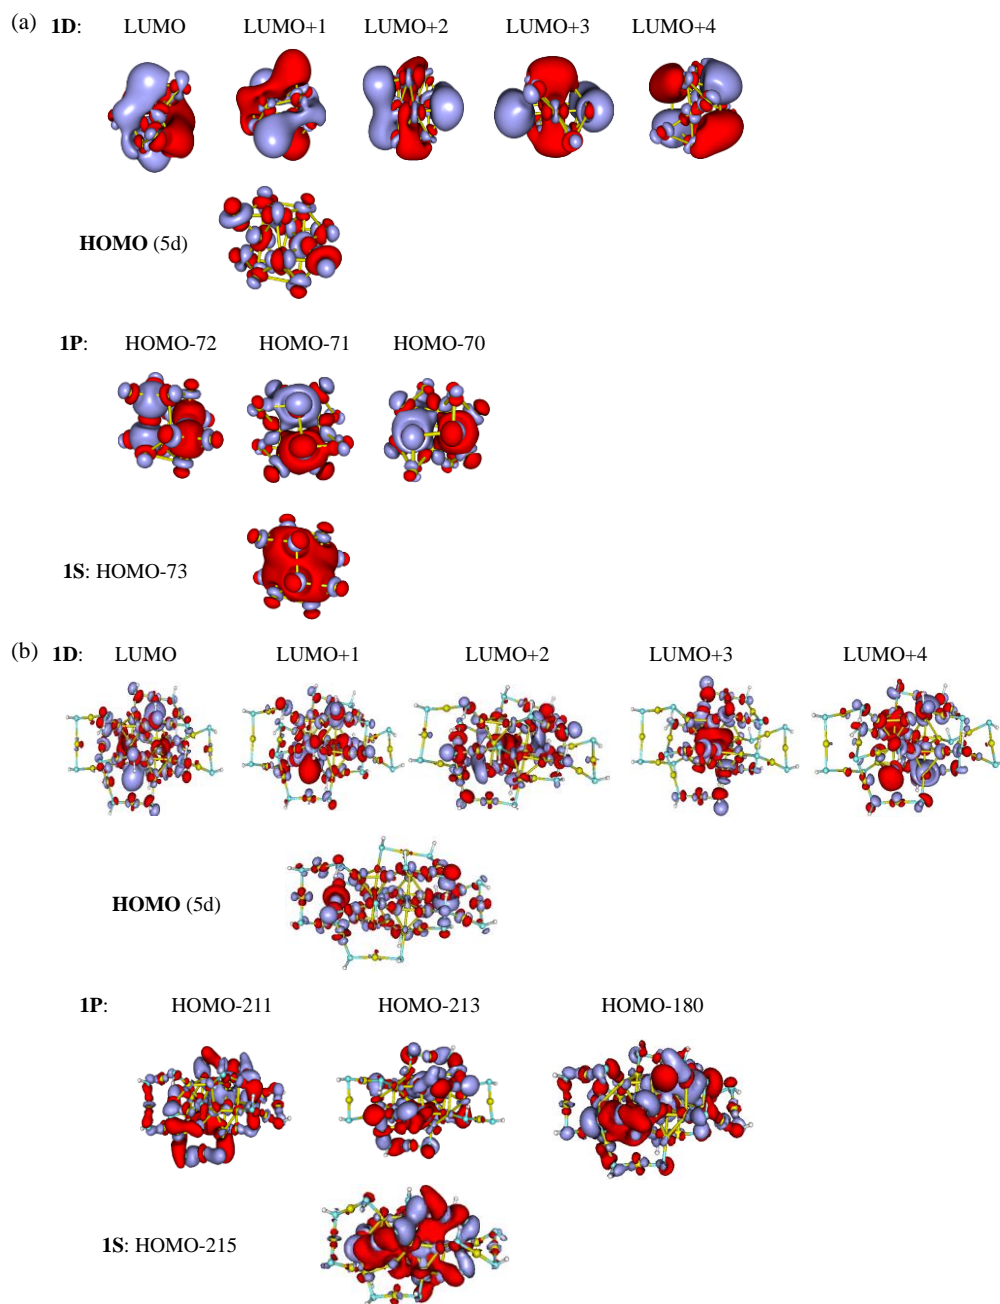 (a) 1D: LUMO LUMO+1 LUMO+2 LUMO+3 LUMO+4
HOMO (5d)
1P: HOMO-72 HOMO-71 HOMO-70
1S: HOMO-73
(b) 1D: LUMO LUMO+1 LUMO+2 LUMO+3 LUMO+4
HOMO (5d)
1P: HOMO-211 HOMO-213 HOMO-180
1S: HOMO-215